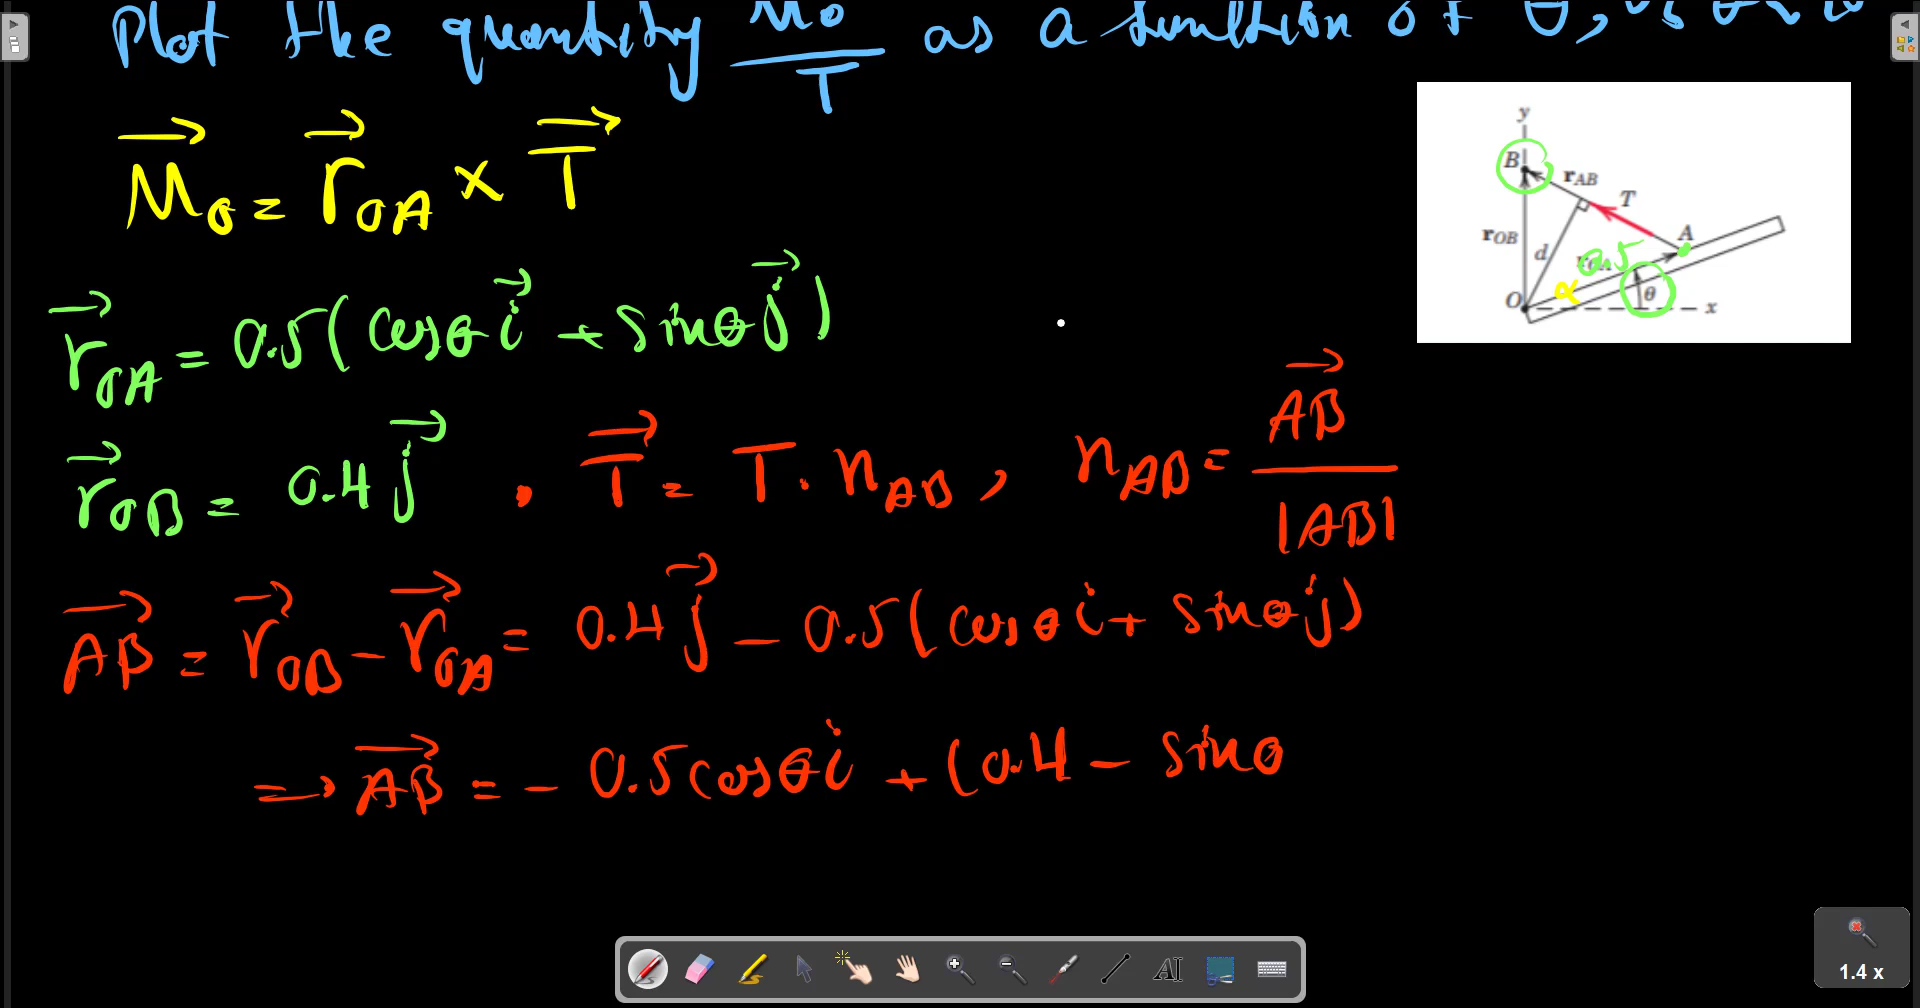 Plot the quantity Mo/T as a function of θ, 0≤θ≤
M⃗o = r⃗OA × T⃗
r⃗OA = 0.5(cosθ i⃗ + sinθ j⃗)
r⃗OB = 0.4 j⃗ . T⃗ = T. nAB , nAB = AB⃗/|AB|
AB⃗ = r⃗OB − r⃗OA = 0.4 j⃗ − 0.5(cosθ i + sinθ j)
⇒ AB⃗ = − 0.5cosθ i + (0.4 − sinθ
y
B
rAB
T
A
rOB
d
0.5
α
θ
O
x
AI
1.4 x